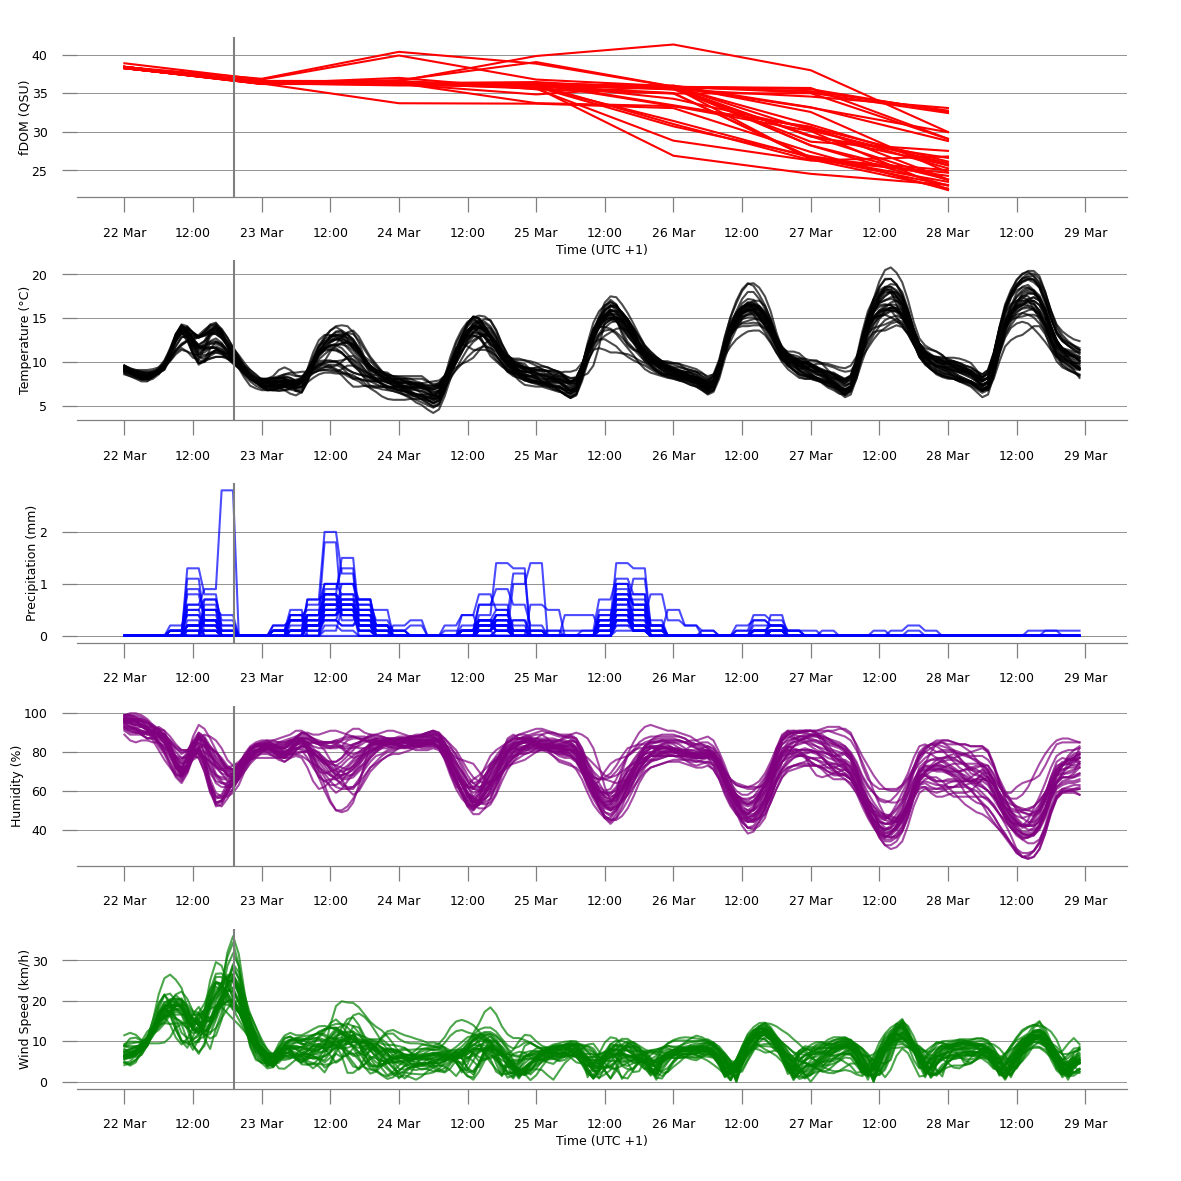 fDOM (QSU)
40
35
30
25
22 Mar 12:00 23 Mar 12:00 24 Mar 12:00 25 Mar 12:00 26 Mar 12:00 27 Mar 12:00 28 Mar 12:00 29 Mar
Time (UTC +1)
Temperature (°C)
20
15
10
5
22 Mar 12:00 23 Mar 12:00 24 Mar 12:00 25 Mar 12:00 26 Mar 12:00 27 Mar 12:00 28 Mar 12:00 29 Mar
Precipitation (mm)
2
1
0
22 Mar 12:00 23 Mar 12:00 24 Mar 12:00 25 Mar 12:00 26 Mar 12:00 27 Mar 12:00 28 Mar 12:00 29 Mar
Humidity (%)
100
80
60
40
22 Mar 12:00 23 Mar 12:00 24 Mar 12:00 25 Mar 12:00 26 Mar 12:00 27 Mar 12:00 28 Mar 12:00 29 Mar
Wind Speed (km/h)
30
20
10
0
22 Mar 12:00 23 Mar 12:00 24 Mar 12:00 25 Mar 12:00 26 Mar 12:00 27 Mar 12:00 28 Mar 12:00 29 Mar
Time (UTC +1)